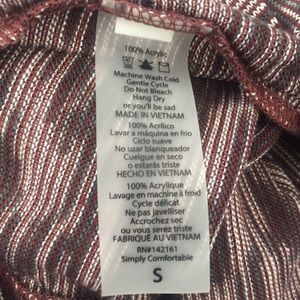 100% Acrylic
Machine Wash Cold
Gentle Cycle
Do Not Bleach
Hang Dry
or you'll be sad
MADE IN VIETNAM
100% Acrílico
Lavar a máquina en frio
Ciclo suave
No usar blanqueador
Cuelgue en seco
o estarás triste
HECHO EN VIETNAM
100% Acrylique
Lavage en machine à froid
Cycle délicat
Ne pas javelliser
Accrochez sec
ou vous serez triste
FABRIQUÉ AU VIETNAM
RN#142161
Simply Comfortable
S